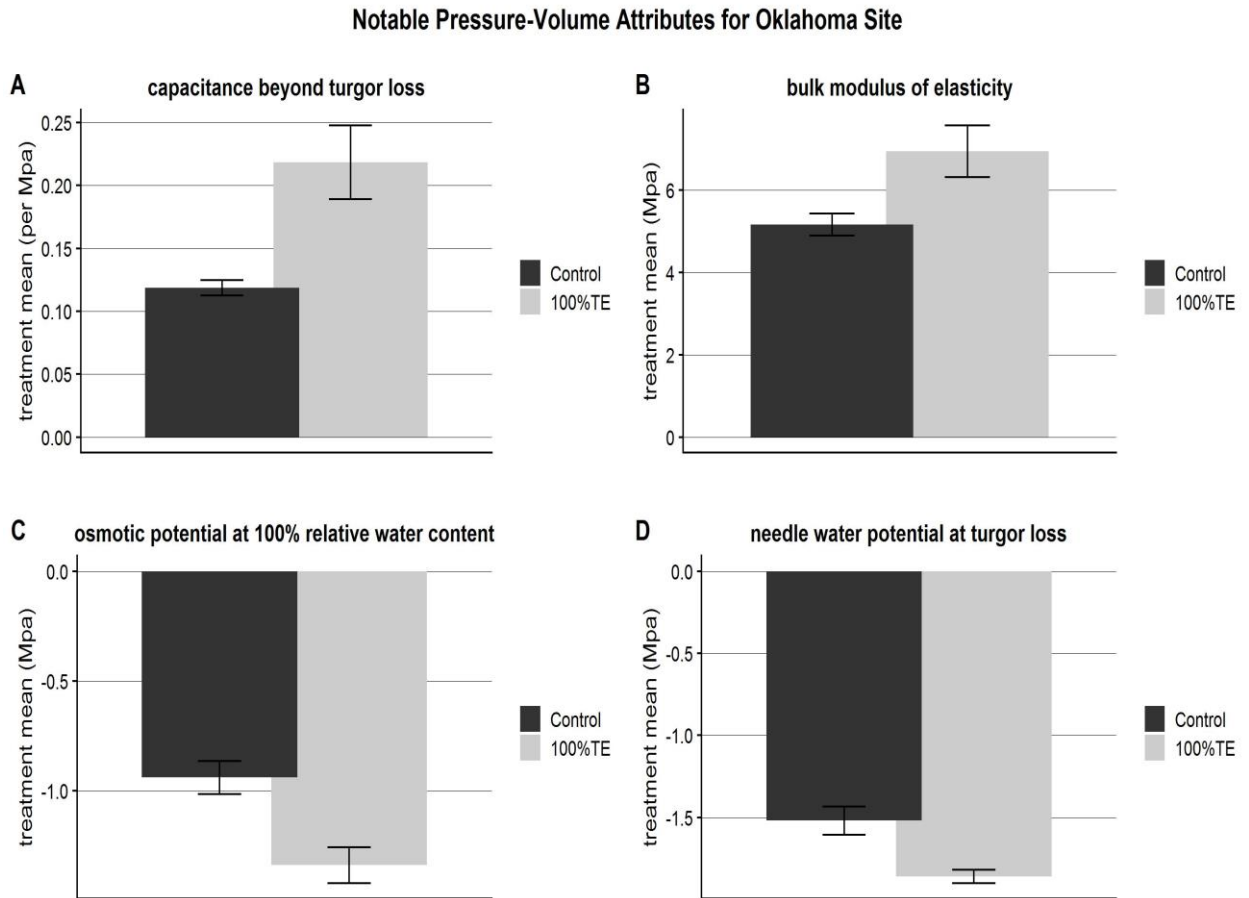 Notable Pressure-Volume Attributes for Oklahoma Site
A
capacitance beyond turgor loss
treatment mean (per Mpa)
0.25
0.20
0.15
0.10
0.05
0.00
Control
100%TE
B
bulk modulus of elasticity
treatment mean (Mpa)
6
4
2
0
Control
100%TE
C
osmotic potential at 100% relative water content
treatment mean (Mpa)
0.0
-0.5
-1.0
Control
100%TE
D
needle water potential at turgor loss
treatment mean (Mpa)
0.0
-0.5
-1.0
-1.5
Control
100%TE